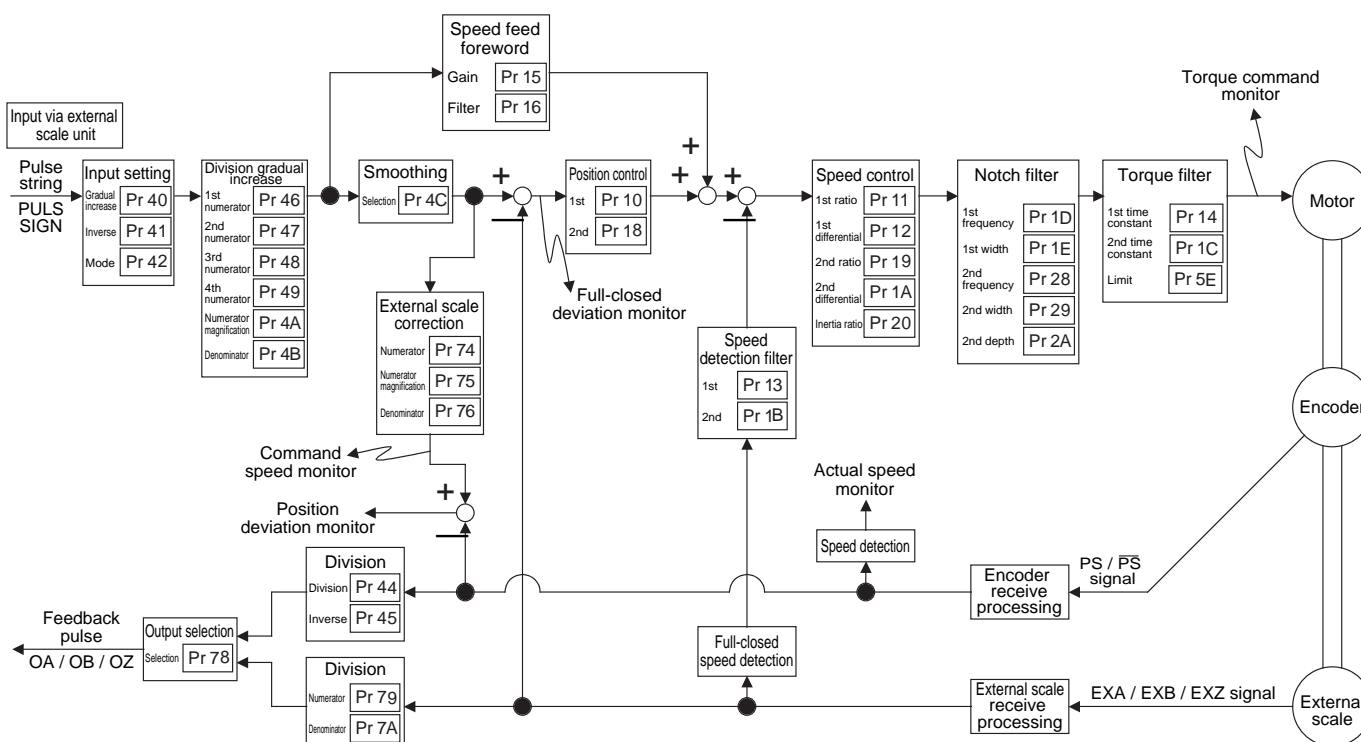 Speed feed
foreword
Gain Pr 15
Filter Pr 16
Torque command
monitor
Input via external
scale unit
Pulse
string
PULS
SIGN
Input setting
Gradual
increase Pr 40
Inverse Pr 41
Mode Pr 42
Division gradual
increase
1st
numerator Pr 46
2nd
numerator Pr 47
3rd
numerator Pr 48
4th
numerator Pr 49
Numerator
magnification Pr 4A
Denominator Pr 4B
Smoothing
Selection Pr 4C
+
Position control
1st Pr 10
2nd Pr 18
+
+
+
Speed control
1st ratio Pr 11
1st
differential Pr 12
2nd ratio Pr 19
2nd
differential Pr 1A
Inertia ratio Pr 20
Notch filter
1st
frequency Pr 1D
1st width Pr 1E
2nd
frequency Pr 28
2nd width Pr 29
2nd depth Pr 2A
Torque filter
1st time
constant Pr 14
2nd time
constant Pr 1C
Limit Pr 5E
Motor
Full-closed
deviation monitor
External scale
correction
Numerator Pr 74
Numerator
magnification Pr 75
Denominator Pr 76
Speed
detection filter
1st Pr 13
2nd Pr 1B
Encoder
Command
speed monitor
+
Position
deviation monitor
Actual speed
monitor
Speed detection
PS / PS
signal
Encoder
receive
processing
Division
Division Pr 44
Inverse Pr 45
Feedback
pulse
OA / OB / OZ
Output selection
Selection Pr 78
Full-closed
speed detection
Division
Numerator Pr 79
Denominator Pr 7A
External scale
receive
processing
EXA / EXB / EXZ signal
External
scale